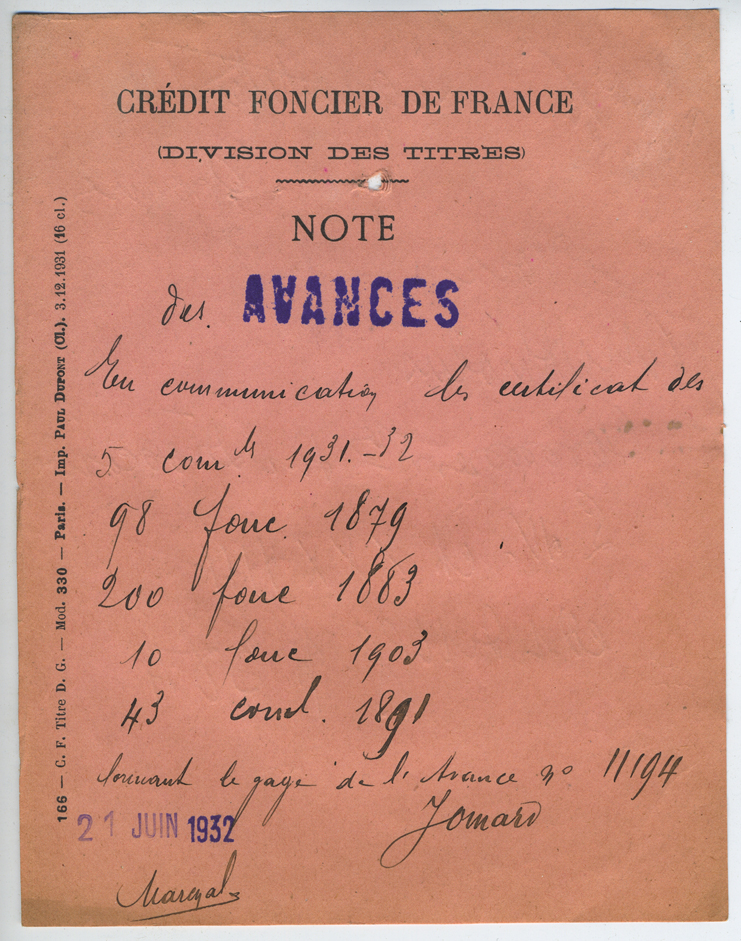 CRÉDIT FONCIER DE FRANCE
(DIVISION DES TITRES)
NOTE
des AVANCES
En communication les certificat des
5 comles 1931.-32
98 fonc. 1879
200 fonc 1883
10 fonc 1903
43 coml. 1891
formant le gage de l'Avance no 11194
Jomard
21 JUIN 1932
166 — C. F. Titre D. G. — Mod. 330 — Paris. — Imp. PAUL DUPONT (Cl.). 3.12.1931 (16 cl.)